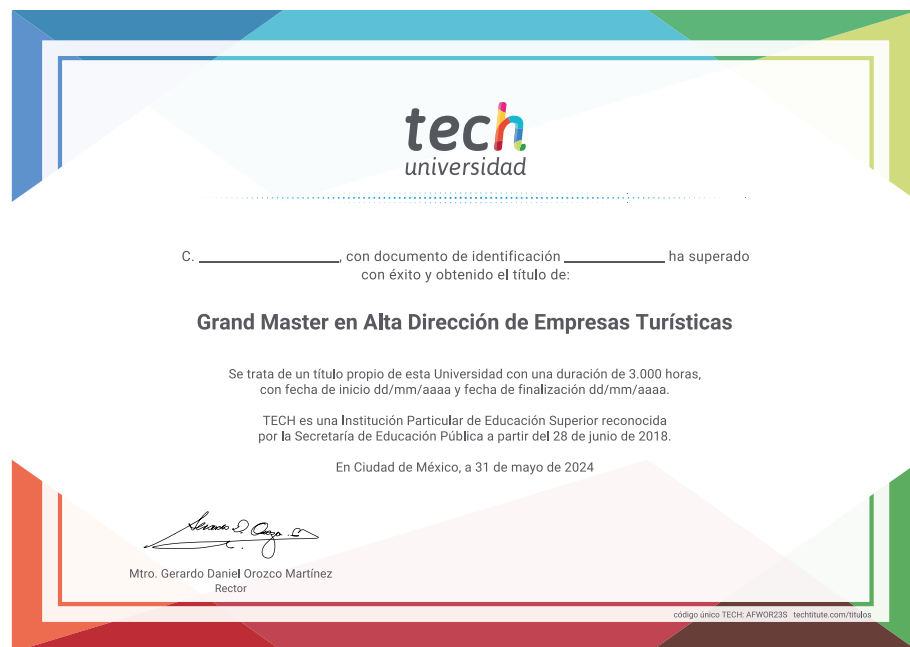 tech
universidad
C. ____________, con documento de identificación ____________ ha superado
con éxito y obtenido el título de:
Grand Master en Alta Dirección de Empresas Turísticas
Se trata de un título propio de esta Universidad con una duración de 3.000 horas,
con fecha de inicio dd/mm/aaaa y fecha de finalización dd/mm/aaaa.
TECH es una Institución Particular de Educación Superior reconocida
por la Secretaría de Educación Pública a partir del 28 de junio de 2018.
En Ciudad de México, a 31 de mayo de 2024
Mtro. Gerardo Daniel Orozco Martínez
Rector
código único TECH: AFWOR23S techtitute.com/titulos